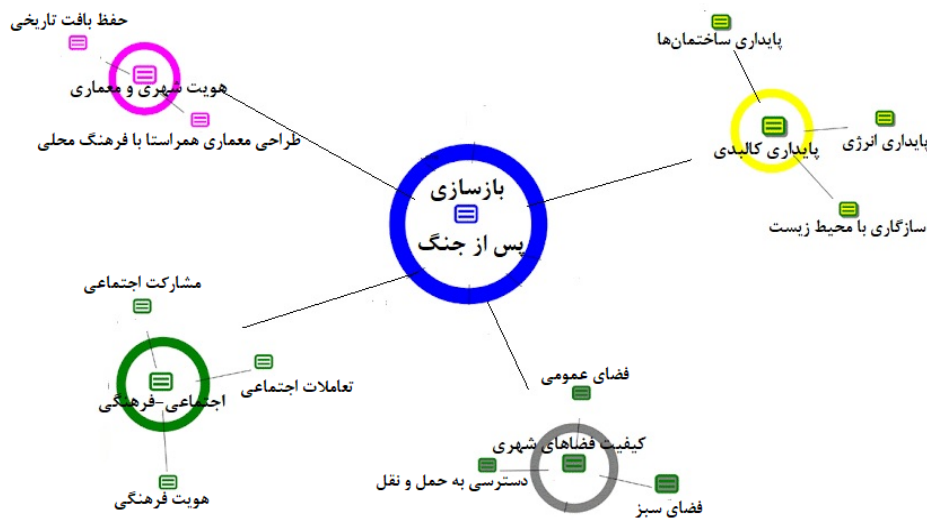 حفظ بافت تاریخی
هویت شهری و معماری
طراحی معماری همراستا با فرهنگ محلی
پایداری ساختمان‌ها
پایداری کالبدی
پایداری انرژی
سازگاری با محیط زیست
بازسازی
پس از جنگ
مشارکت اجتماعی
تعاملات اجتماعی
اجتماعی-فرهنگی
هویت فرهنگی
فضای عمومی
کیفیت فضاهای شهری
دسترسی به حمل و نقل
فضای سبز